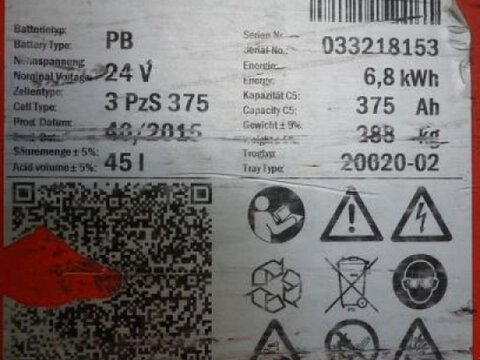 Batterietyp:
Battery Type: PB
Nennspannung
Nominal Voltage: 24 V
Zellentype:
Cell Type: 3 PzS 375
Prod. Datum:
40/2015
Säuremenge ± 5%:
Acid volume ± 5%: 45 l
Serien Nr.
Serial-No.: 033218153
Energie:
Energy: 6,8 kWh
Kapazität C5:
Capacity C5: 375 Ah
Gewicht ± 5%:
kg
Trogtyp:
Tray Type: 20620-02